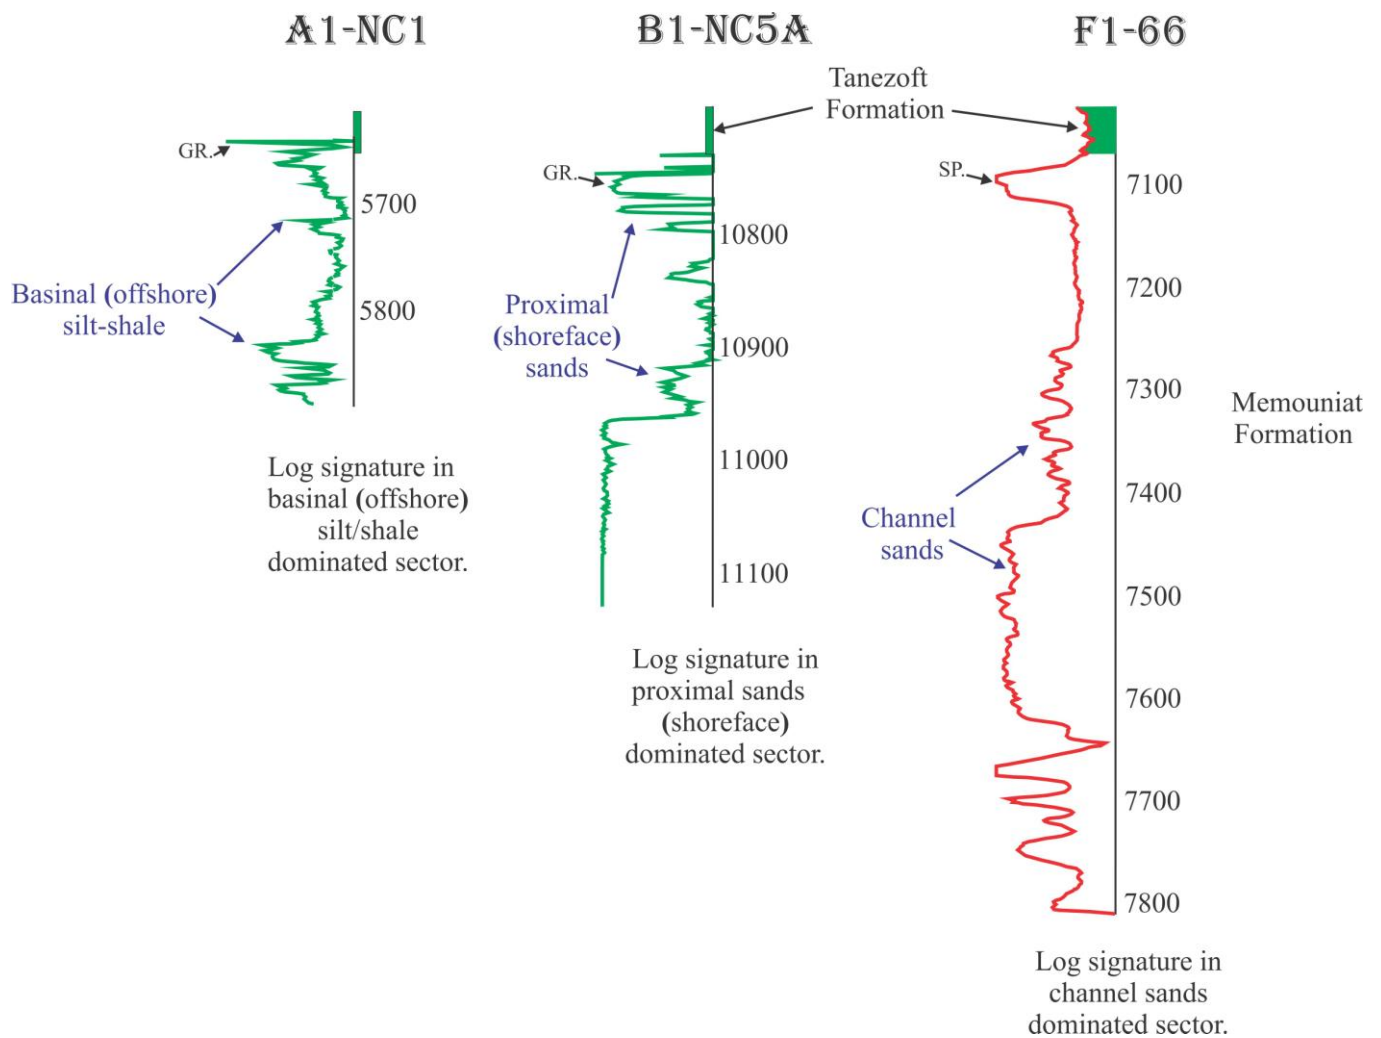 A1-NC1
B1-NC5A
F1-66
Tanezoft
Formation
GR.
5700
Basinal (offshore)
silt-shale
5800
Log signature in
basinal (offshore)
silt/shale
dominated sector.
GR.
10800
Proximal
(shoreface)
sands
10900
11000
11100
Log signature in
proximal sands
(shoreface)
dominated sector.
SP.
7100
7200
7300
Memouniat
Formation
7400
Channel
sands
7500
7600
7700
7800
Log signature in
channel sands
dominated sector.